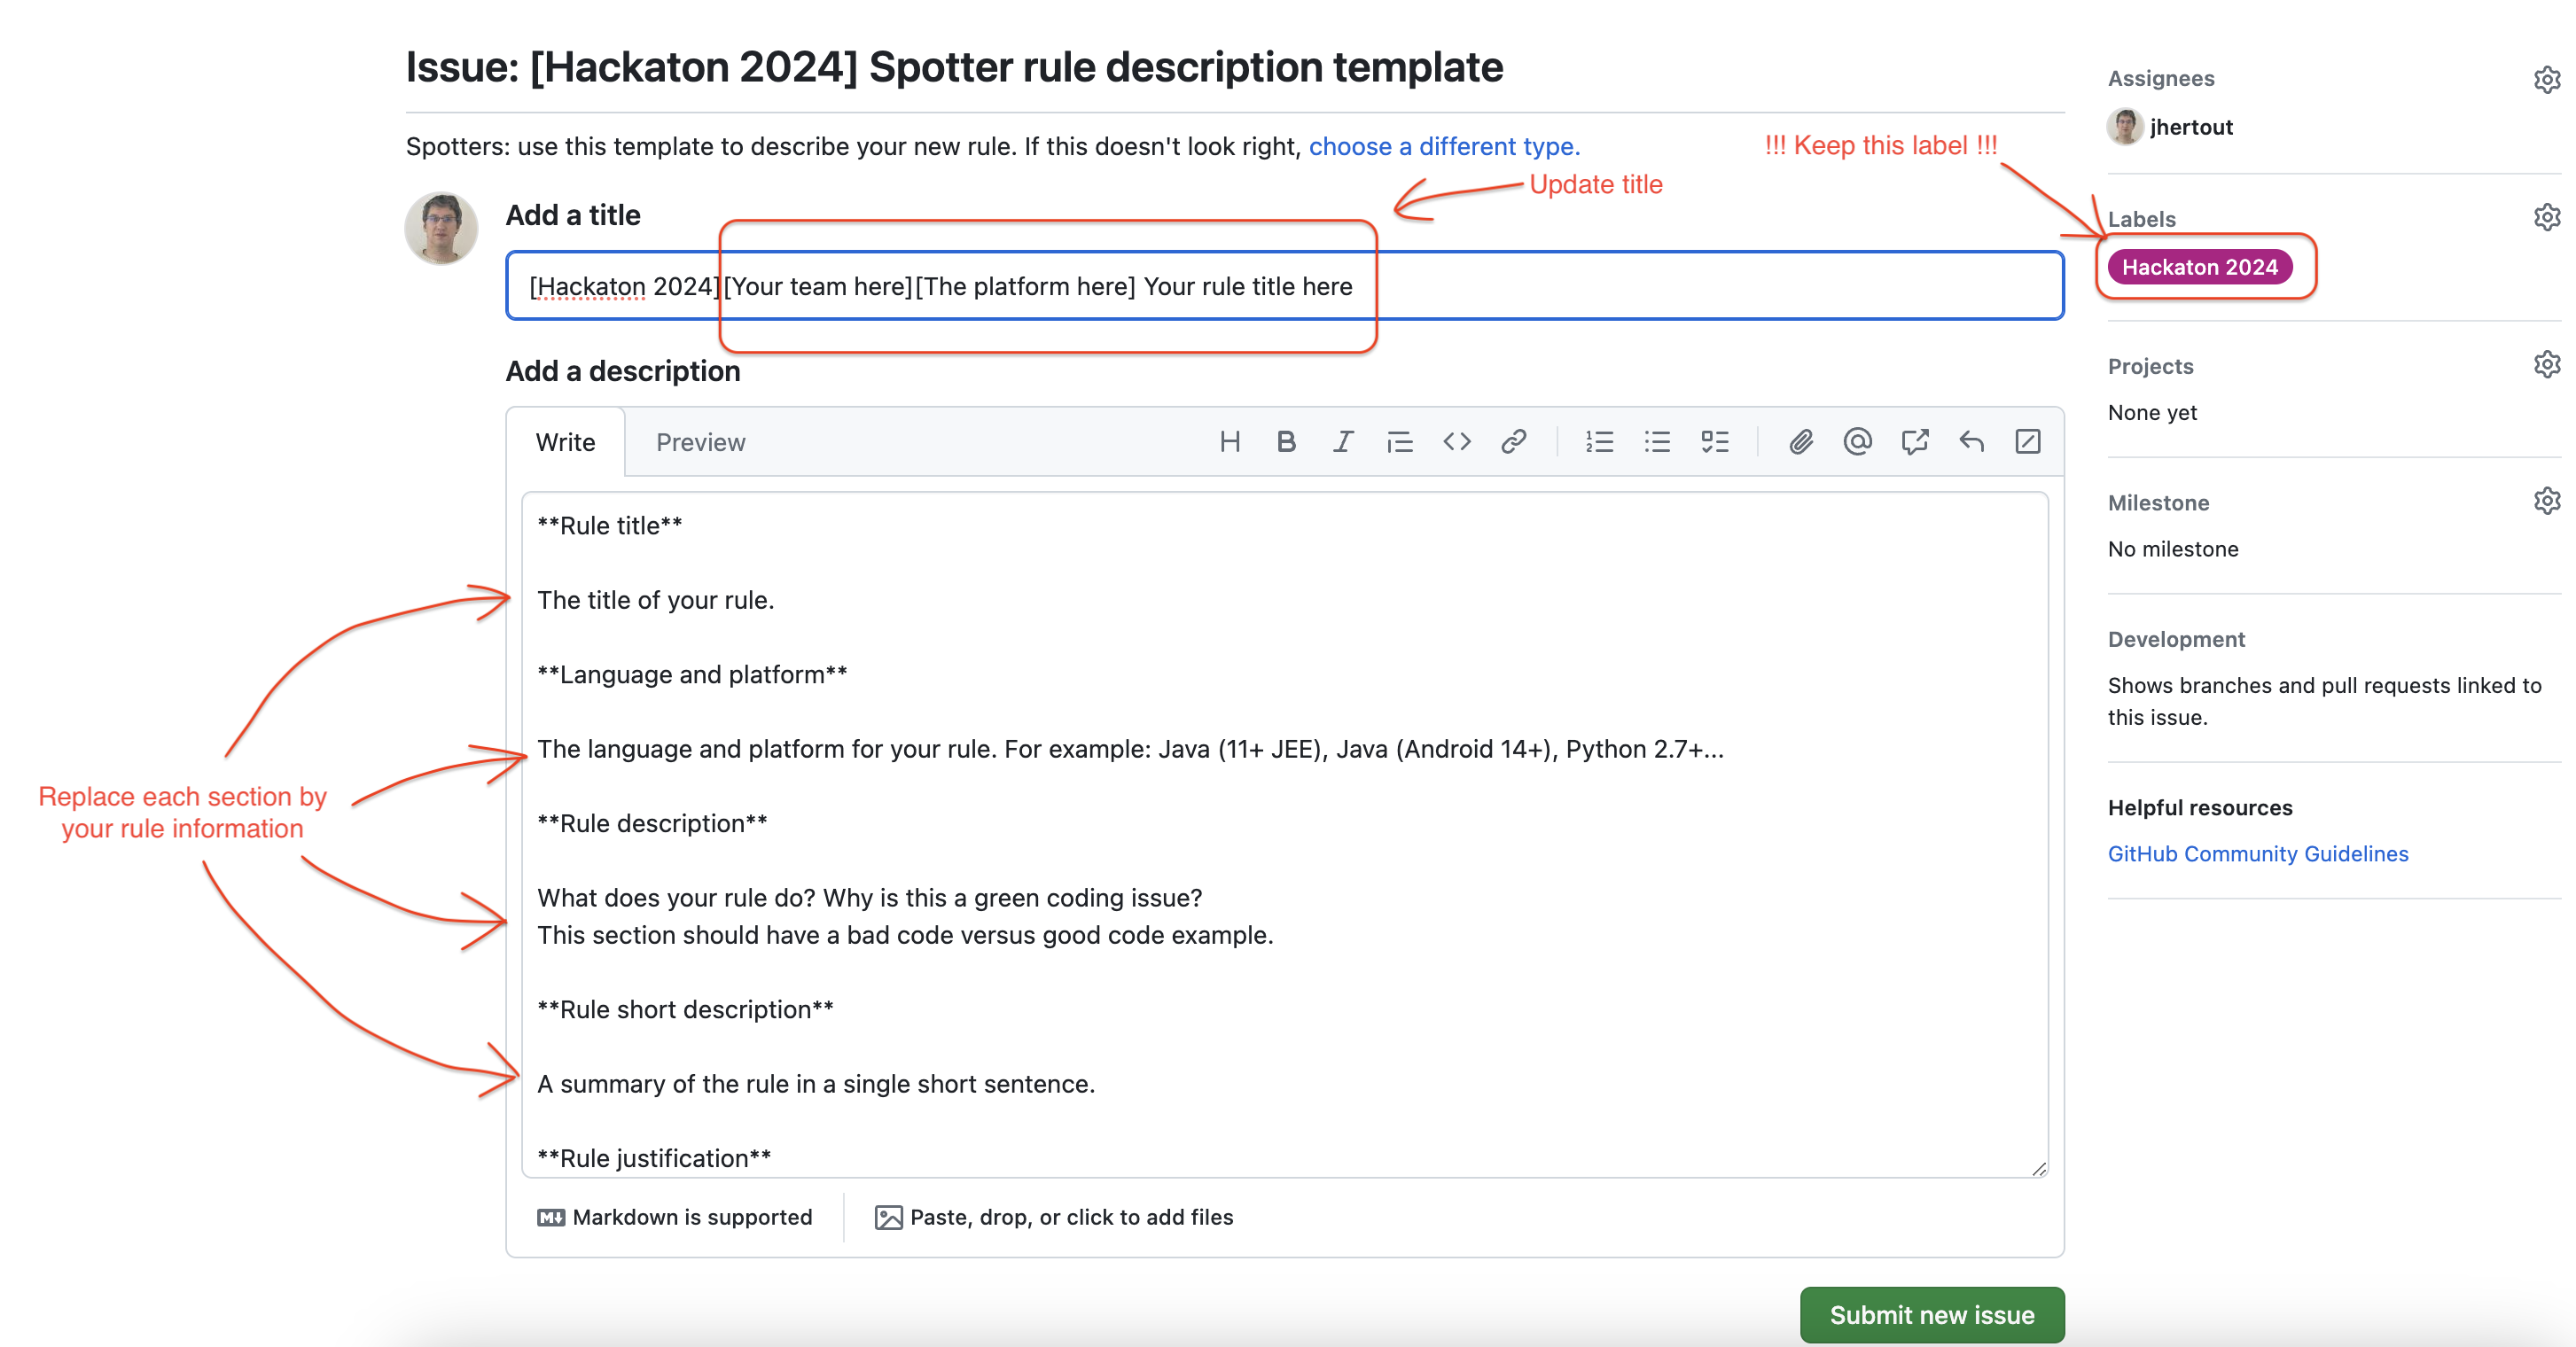 Issue: [Hackaton 2024] Spotter rule description template
Spotters: use this template to describe your new rule. If this doesn't look right, choose a different type.
!!! Keep this label !!!
Update title
Add a title
[Hackaton 2024][Your team here][The platform here] Your rule title here
Add a description
Write
Preview
**Rule title**
The title of your rule.
**Language and platform**
The language and platform for your rule. For example: Java (11+ JEE), Java (Android 14+), Python 2.7+...
**Rule description**
What does your rule do? Why is this a green coding issue?
This section should have a bad code versus good code example.
**Rule short description**
A summary of the rule in a single short sentence.
**Rule justification**
Replace each section by
your rule information
Markdown is supported
Paste, drop, or click to add files
Submit new issue
Assignees
jhertout
Labels
Hackaton 2024
Projects
None yet
Milestone
No milestone
Development
Shows branches and pull requests linked to
this issue.
Helpful resources
GitHub Community Guidelines